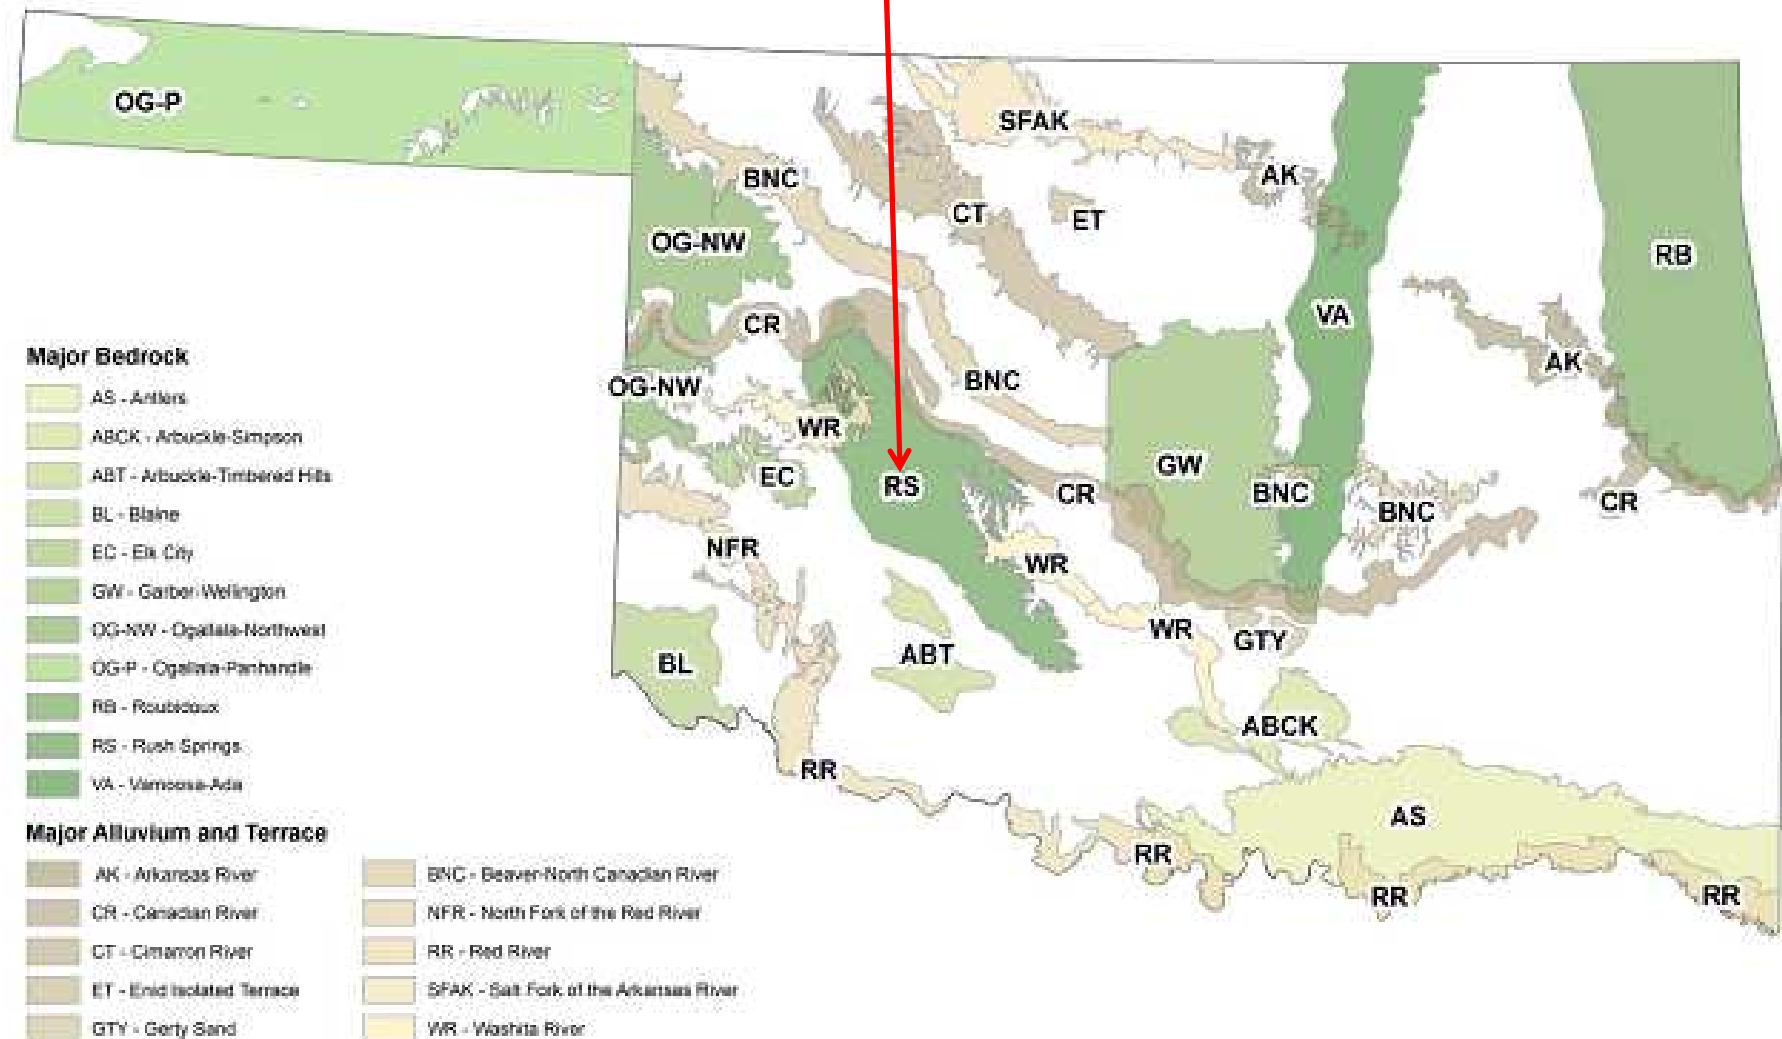 OG-P
SFAK
AK
BNC
CT
ET
OG-NW
RB
VA
CR
AK
OG-NW
BNC
WR
GW
EC
RS
CR
BNC
BNC
CR
NFR
WR
WR
GTY
BL
ABT
ABCK
RR
AS
RR
RR
RR
Major Bedrock
AS - Antlers
ABCK - Arbuckle-Simpson
ABT - Arbuckle-Timbered Hills
BL - Blaine
EC - Elk City
GW - Garber-Wellington
OG-NW - Ogallala-Northwest
OG-P - Ogallala-Panhandle
RB - Roubidoux
RS - Rush Springs
VA - Vamoosa-Ada
Major Alluvium and Terrace
AK - Arkansas River
CR - Canadian River
CT - Cimarron River
ET - Enid Isolated Terrace
GTY - Gerty Sand
BNC - Beaver-North Canadian River
NFR - North Fork of the Red River
RR - Red River
SFAK - Salt Fork of the Arkansas River
WR - Washita River